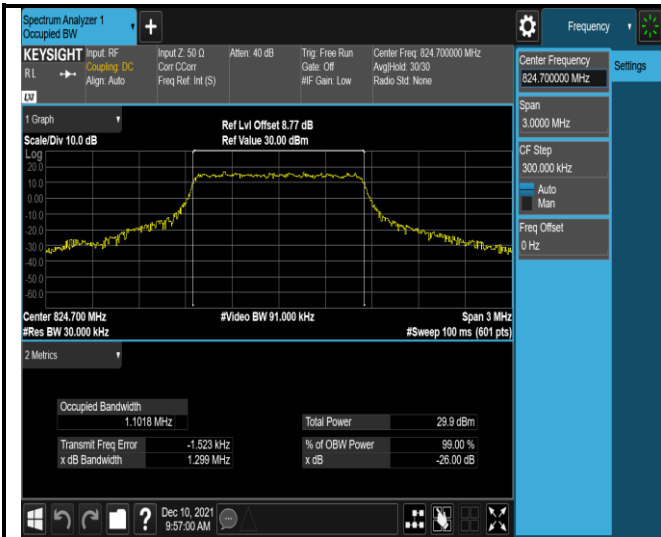 Spectrum Analyzer 1
Occupied BW
+
Frequency
KEYSIGHT
R L
LXI
Input: RF
Coupling: DC
Align: Auto
Input Z: 50 Ω
Corr CCorr
Freq Ref: Int (S)
Atten: 40 dB
Trig: Free Run
Gate: Off
#IF Gain: Low
Center Freq: 824.700000 MHz
Avg|Hold: 30/30
Radio Std: None
Center Frequency
824.700000 MHz
Settings
Span
3.0000 MHz
CF Step
300.000 kHz
Auto
Man
Freq Offset
0 Hz
1 Graph
Scale/Div 10.0 dB
Ref Lvl Offset 8.77 dB
Ref Value 30.00 dBm
Log
20.0
10.0
0.00
-10.0
-20.0
-30.0
-40.0
-50.0
-60.0
Center 824.700 MHz
#Video BW 91.000 kHz
Span 3 MHz
#Res BW 30.000 kHz
#Sweep 100 ms (601 pts)
2 Metrics
Occupied Bandwidth
1.1018 MHz
Total Power 29.9 dBm
Transmit Freq Error -1.523 kHz
% of OBW Power 99.00 %
x dB Bandwidth 1.299 MHz
x dB -26.00 dB
?
Dec 10, 2021
9:57:00 AM